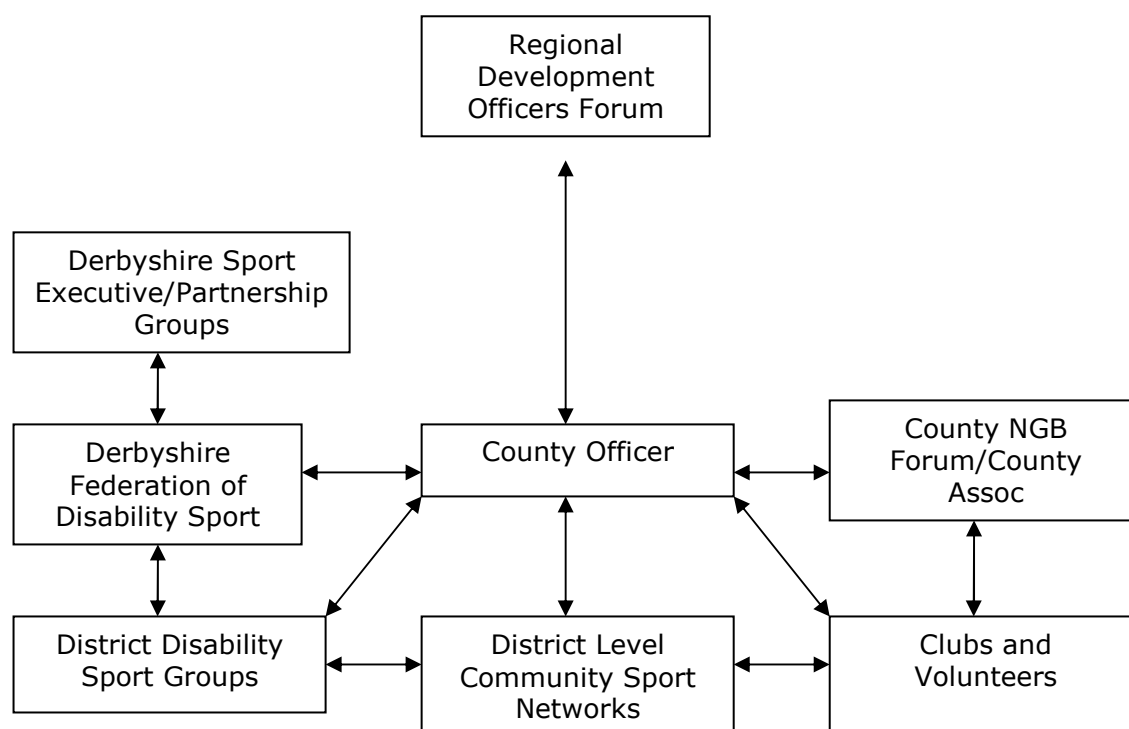 Regional
Development
Officers Forum
Derbyshire Sport
Executive/Partnership
Groups
Derbyshire
Federation of
Disability Sport
County Officer
County NGB
Forum/County
Assoc
District Disability
Sport Groups
District Level
Community Sport
Networks
Clubs and
Volunteers